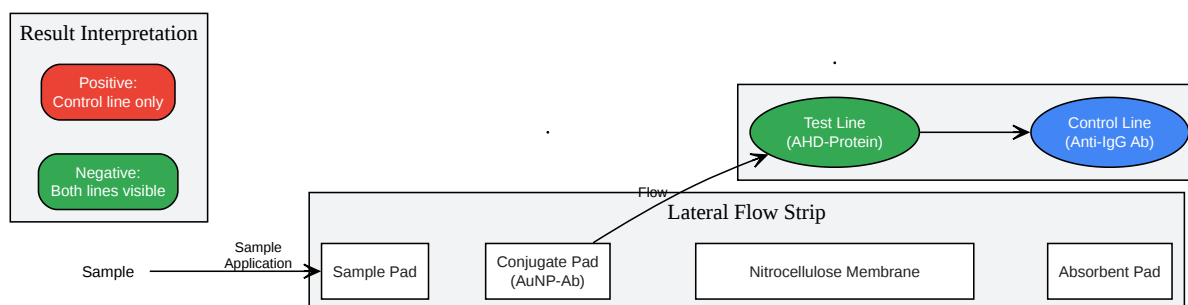 Result Interpretation
Positive:
Control line only
Negative:
Both lines visible
Test Line
(AHD-Protein)
Control Line
(Anti-IgG Ab)
Flow
Lateral Flow Strip
Sample
Sample
Application
Sample Pad
Conjugate Pad
(AuNP-Ab)
Nitrocellulose Membrane
Absorbent Pad